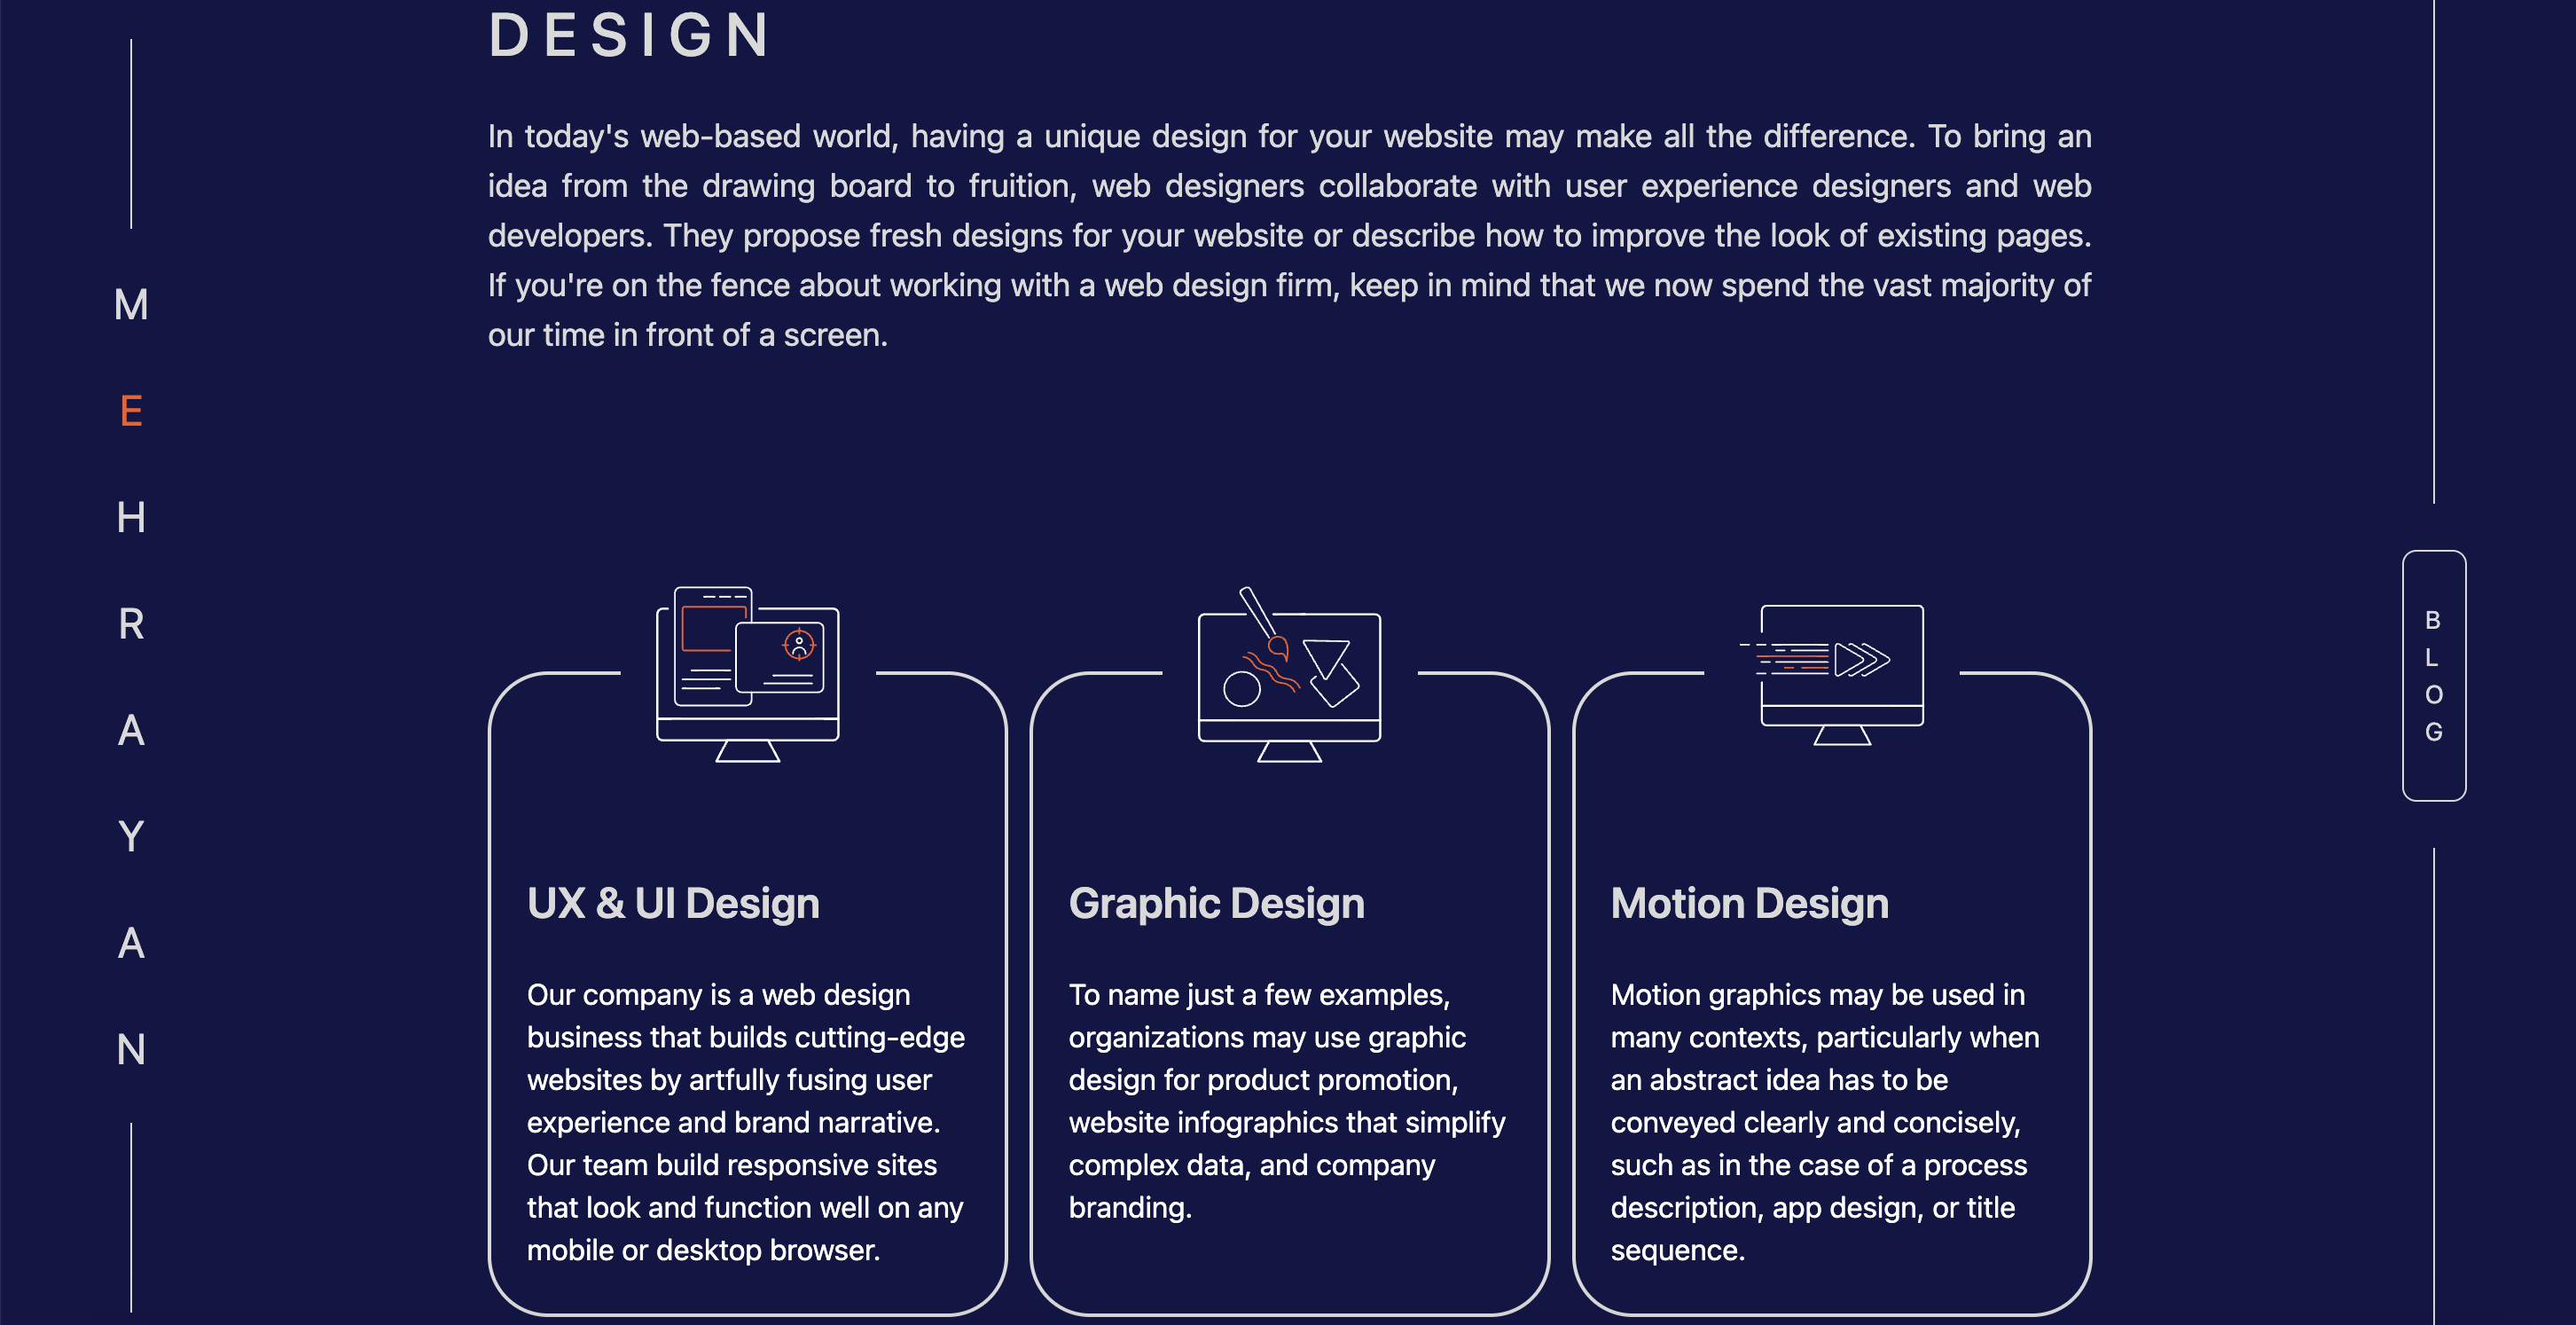 DESIGN
In today's web-based world, having a unique design for your website may make all the difference. To bring an
idea from the drawing board to fruition, web designers collaborate with user experience designers and web
developers. They propose fresh designs for your website or describe how to improve the look of existing pages.
If you're on the fence about working with a web design firm, keep in mind that we now spend the vast majority of
our time in front of a screen.
M
E
H
R
A
Y
A
N
B
L
O
G
UX & UI Design
Our company is a web design
business that builds cutting-edge
websites by artfully fusing user
experience and brand narrative.
Our team build responsive sites
that look and function well on any
mobile or desktop browser.
Graphic Design
To name just a few examples,
organizations may use graphic
design for product promotion,
website infographics that simplify
complex data, and company
branding.
Motion Design
Motion graphics may be used in
many contexts, particularly when
an abstract idea has to be
conveyed clearly and concisely,
such as in the case of a process
description, app design, or title
sequence.